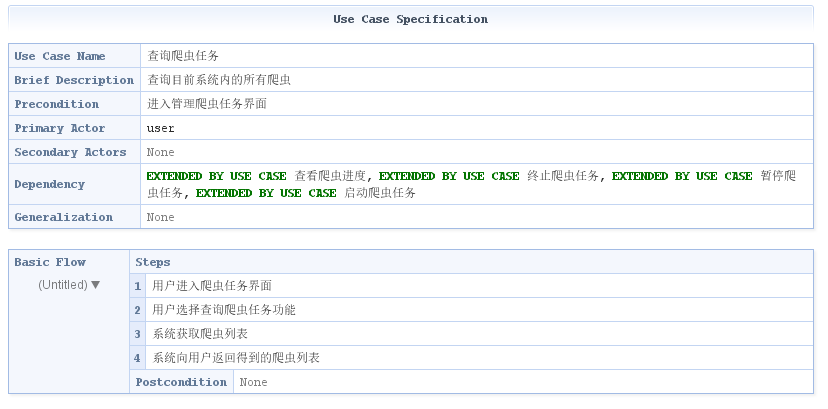 Use Case Specification
Use Case Name 查询爬虫任务
Brief Description 查询目前系统内的所有爬虫
Precondition 进入管理爬虫任务界面
Primary Actor user
Secondary Actors None
Dependency EXTENDED BY USE CASE 查看爬虫进度, EXTENDED BY USE CASE 终止爬虫任务, EXTENDED BY USE CASE 暂停爬
虫任务, EXTENDED BY USE CASE 启动爬虫任务
Generalization None
Basic Flow Steps
(Untitled) ▼
1 用户进入爬虫任务界面
2 用户选择查询爬虫任务功能
3 系统获取爬虫列表
4 系统向用户返回得到的爬虫列表
Postcondition None